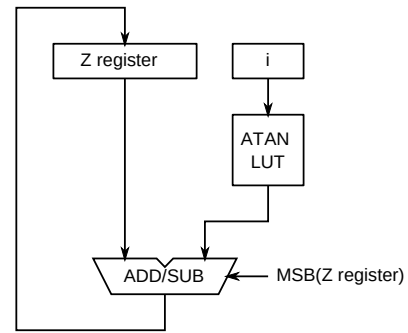 Z register
i
ATAN
LUT
ADD/SUB
MSB(Z register)